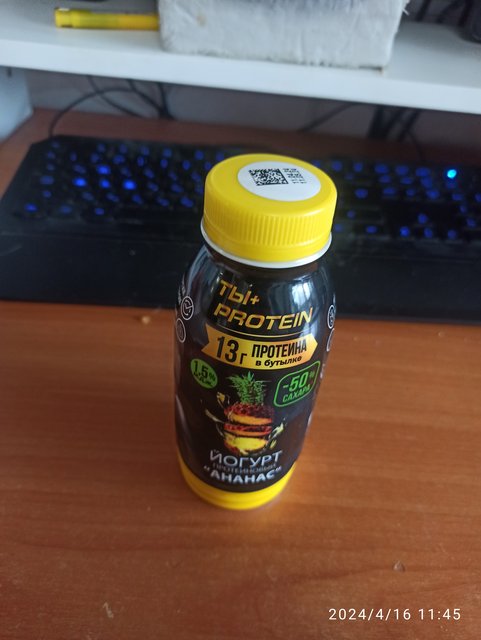 ТЫ+
PROTEIN
13г ПРОТЕИНА
в бутылке
1,5%
-50%
САХАРА
ЙОГУРТ
ПРОТЕИНОВЫЙ
"АНАНАС"
2024/4/16 11:45